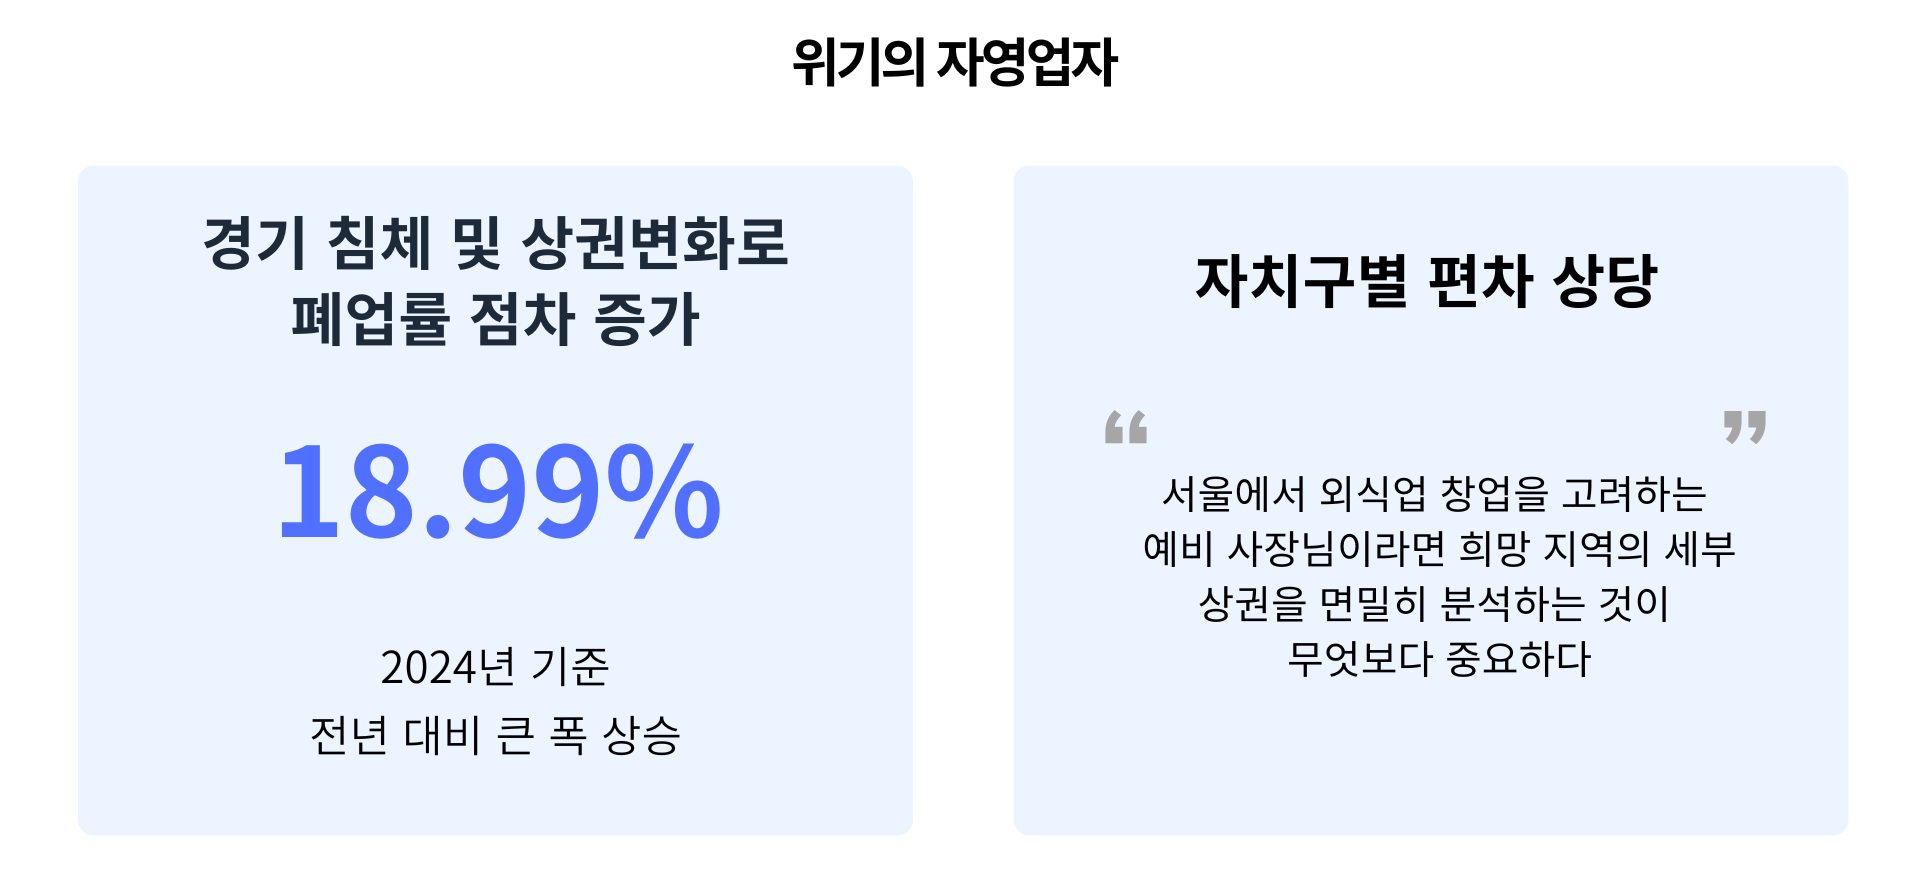 위기의 자영업자
경기 침체 및 상권변화로
폐업률 점차 증가
18.99%
2024년 기준
전년 대비 큰 폭 상승
자치구별 편차 상당
“ ”
서울에서 외식업 창업을 고려하는
예비 사장님이라면 희망 지역의 세부
상권을 면밀히 분석하는 것이
무엇보다 중요하다